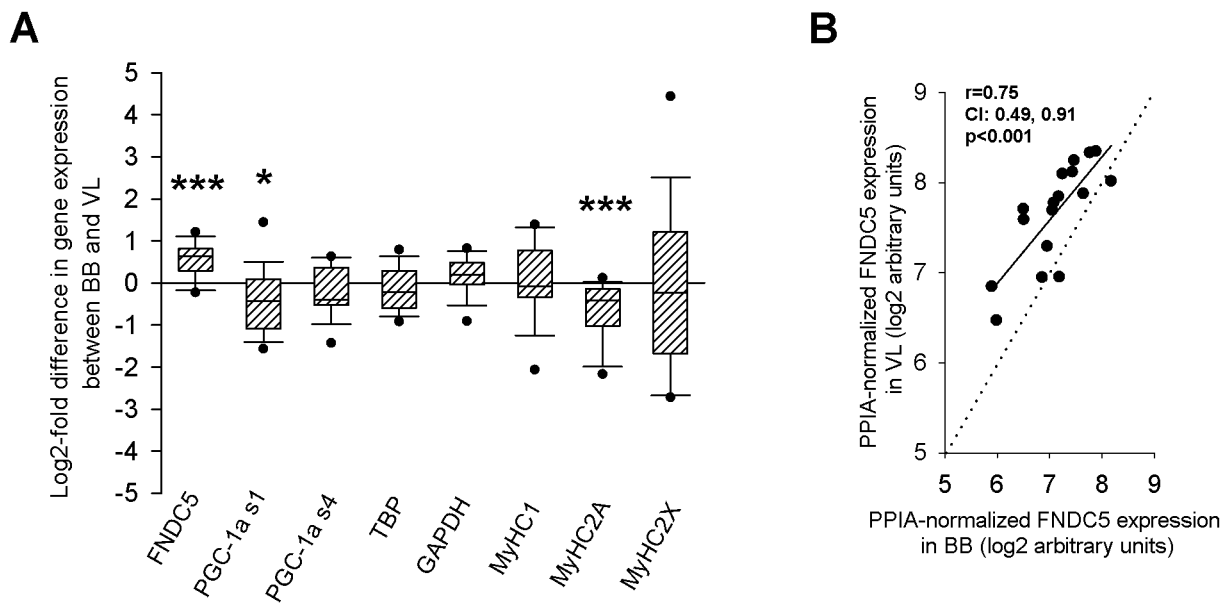 A
Log2-fold difference in gene expression
between BB and VL
5
4
3
2
1
0
-1
-2
-3
-4
-5
***
*
***
FNDC5
PGC-1a s1
PGC-1a s4
TBP
GAPDH
MyHC1
MyHC2A
MyHC2X
B
PPIA-normalized FNDC5 expression
in VL (log2 arbitrary units)
9
8
7
6
5
r=0.75
CI: 0.49, 0.91
p<0.001
5 6 7 8 9
PPIA-normalized FNDC5 expression
in BB (log2 arbitrary units)